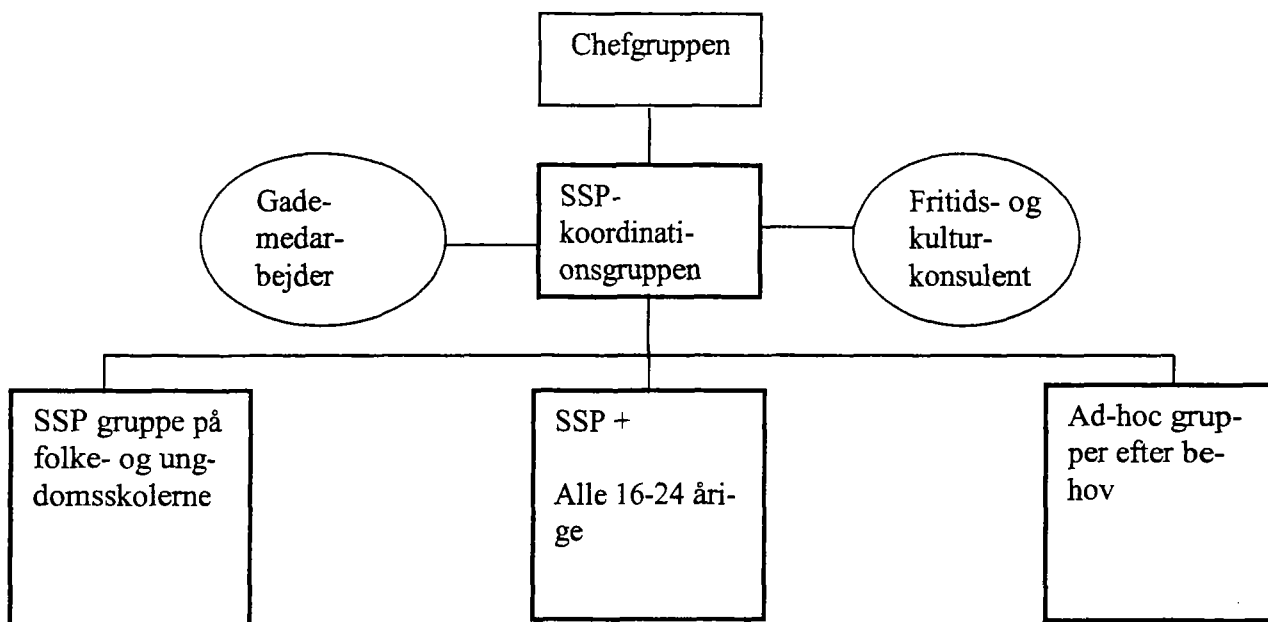 Chefgruppen
Gade-
medar-
bejder
SSP-
koordinati-
onsgruppen
Fritids- og
kultur-
konsulent
SSP gruppe på
folke- og ung-
domsskolerne
SSP +
Alle 16-24 åri-
ge
Ad-hoc grup-
per efter be-
hov